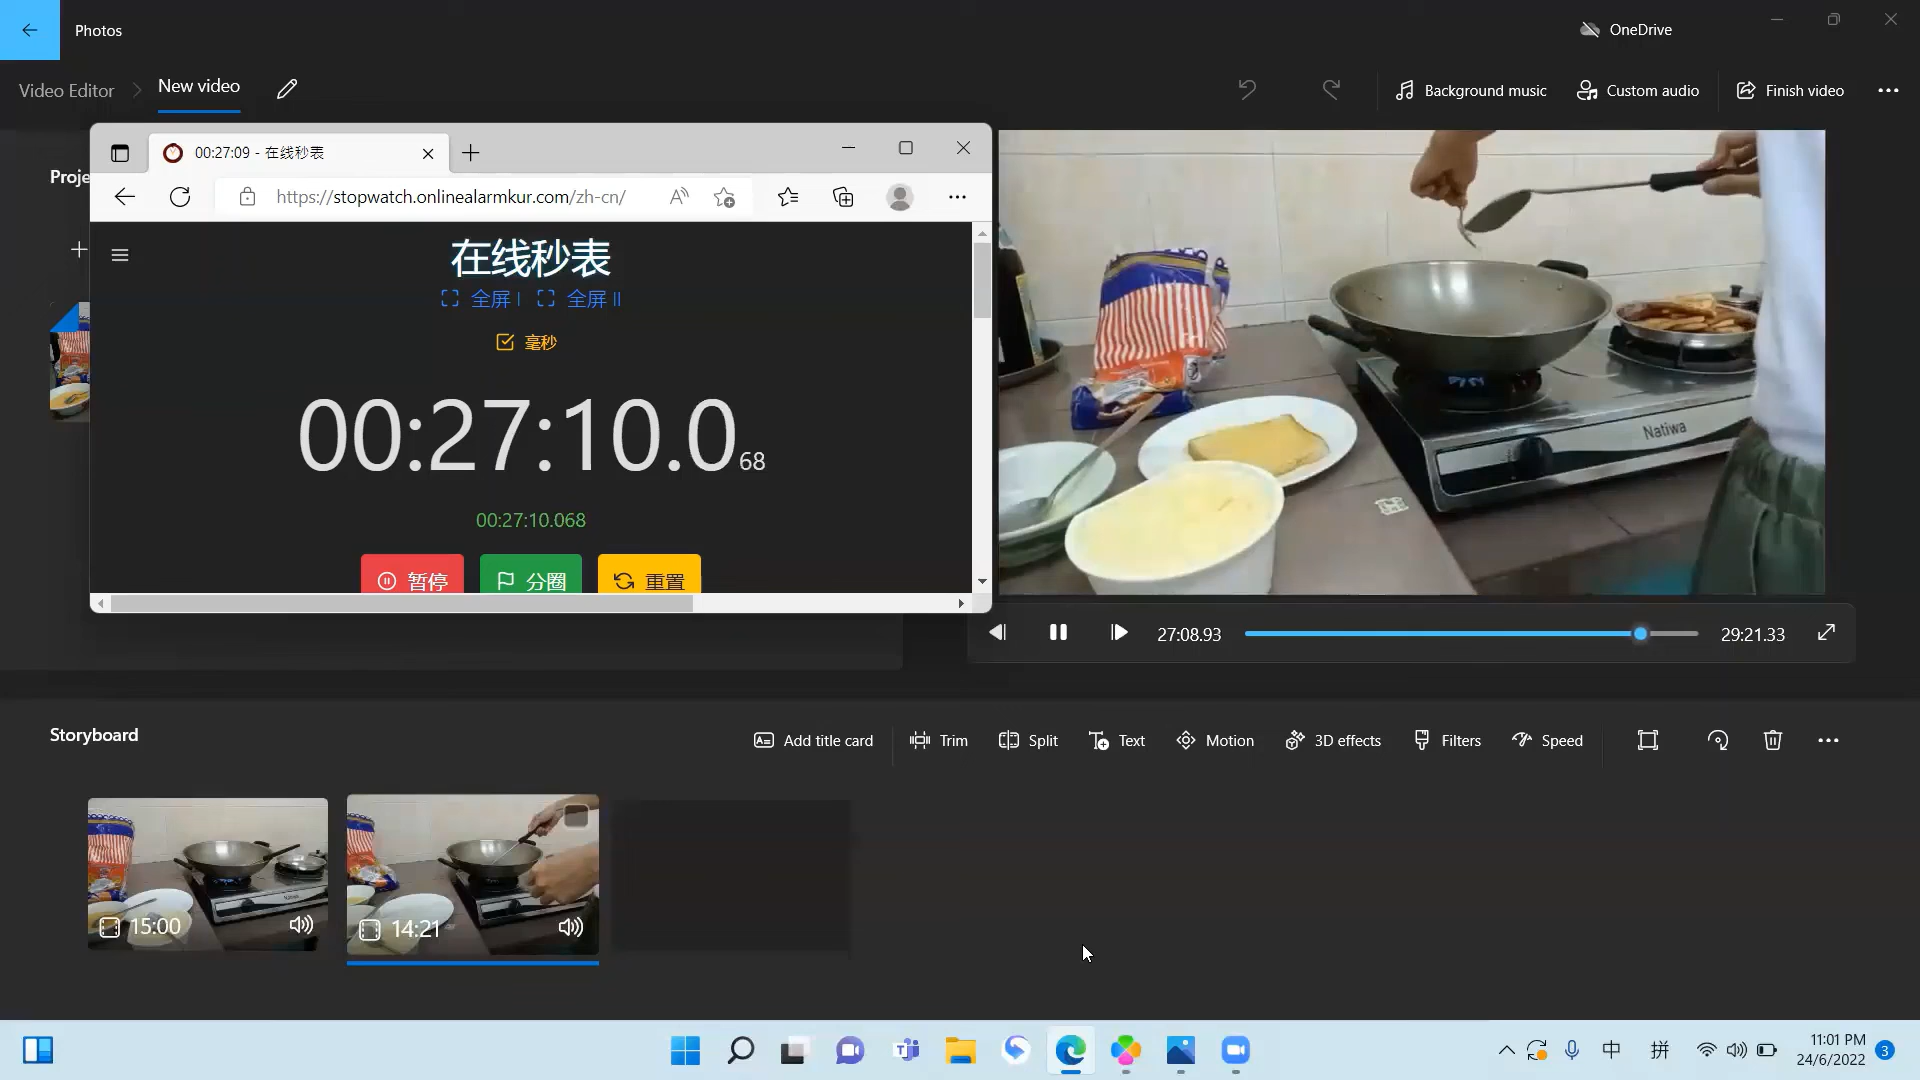 Photos
OneDrive
Video Editor
New video
Background music
Custom audio
Finish video
00:27:09 - 在线秒表
https://stopwatch.onlinealarmkur.com/zh-cn/
Proje
在线秒表
全屏 I
全屏 II
毫秒
00:27:10.068
00:27:10.068
暂停
分圈
重置
Natiwa
27:08.93
29:21.33
Storyboard
Add title card
Trim
Split
Text
Motion
3D effects
Filters
Speed
15:00
14:21
中
拼
11:01 PM
24/6/2022
3